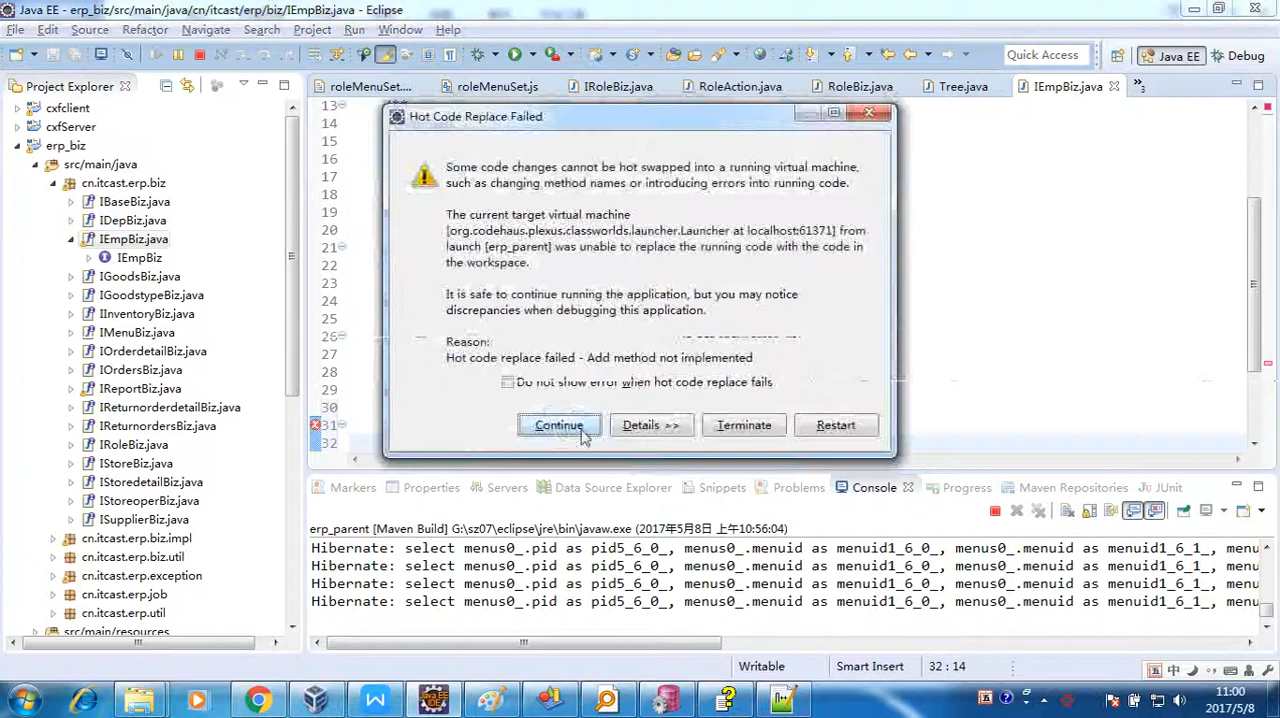 Java EE - erp_biz/src/main/java/cn/itcast/erp/biz/IEmpBiz.java - Eclipse
File Edit Source Refactor Navigate Search Project Run Window Help
Quick Access
Java EE
Debug
Project Explorer
roleMenuSet....
roleMenuSet.js
IRoleBiz.java
RoleAction.java
RoleBiz.java
Tree.java
IEmpBiz.java
cxfclient
cxfServer
erp_biz
src/main/java
cn.itcast.erp.biz
IBaseBiz.java
IDepBiz.java
IEmpBiz.java
IEmpBiz
IGoodsBiz.java
IGoodstypeBiz.java
IInventoryBiz.java
IMenuBiz.java
IOrderdetailBiz.java
IOrdersBiz.java
IReportBiz.java
IReturnorderdetailBiz.java
IReturnordersBiz.java
IRoleBiz.java
IStoreBiz.java
IStoredetailBiz.java
IStoreoperBiz.java
ISupplierBiz.java
cn.itcast.erp.biz.impl
cn.itcast.erp.biz.util
cn.itcast.erp.exception
cn.itcast.erp.job
cn.itcast.erp.util
src/main/resources
13
14
15
16
17
18
19
20
21
22
23
24
25
26
27
28
29
30
31
32
Hot Code Replace Failed
Some code changes cannot be hot swapped into a running virtual machine,
such as changing method names or introducing errors into running code.
The current target virtual machine
[org.codehaus.plexus.classworlds.launcher.Launcher at localhost:61371] from
launch [erp_parent] was unable to replace the running code with the code in
the workspace.
It is safe to continue running the application, but you may notice
discrepancies when debugging this application.
Reason:
Hot code replace failed - Add method not implemented
Do not show error when hot code replace fails
Continue
Details >>
Terminate
Restart
Markers
Properties
Servers
Data Source Explorer
Snippets
Problems
Console
Progress
Maven Repositories
JUnit
erp_parent [Maven Build] G:\sz07\eclipse\jre\bin\javaw.exe (2017年5月8日 上午10:56:04)
Hibernate: select menus0_.pid as pid5_6_0_, menus0_.menuid as menuid1_6_0_, menus0_.menuid as menuid1_6_1_, menu
Hibernate: select menus0_.pid as pid5_6_0_, menus0_.menuid as menuid1_6_0_, menus0_.menuid as menuid1_6_1_, menu
Hibernate: select menus0_.pid as pid5_6_0_, menus0_.menuid as menuid1_6_0_, menus0_.menuid as menuid1_6_1_, menu
Hibernate: select menus0_.pid as pid5_6_0_, menus0_.menuid as menuid1_6_0_, menus0_.menuid as menuid1_6_1_, menu
Writable
Smart Insert
32 : 14
中
11:00
2017/5/8